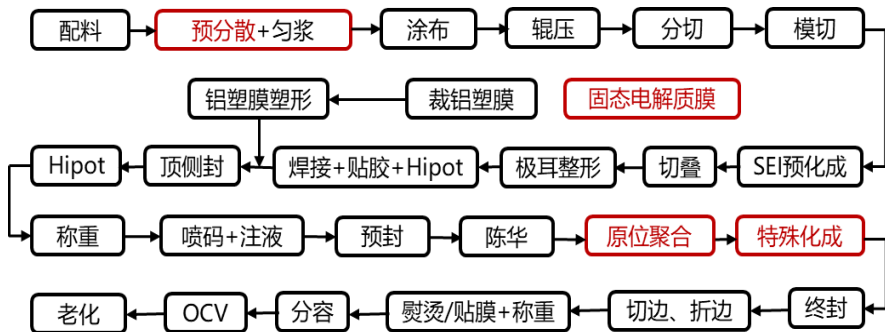 配料
预分散+匀浆
涂布
辊压
分切
模切
铝塑膜塑形
裁铝塑膜
固态电解质膜
Hipot
顶侧封
焊接+贴胶+Hipot
极耳整形
切叠
SEI预化成
称重
喷码+注液
预封
陈华
原位聚合
特殊化成
老化
OCV
分容
熨烫/贴膜+称重
切边、折边
终封